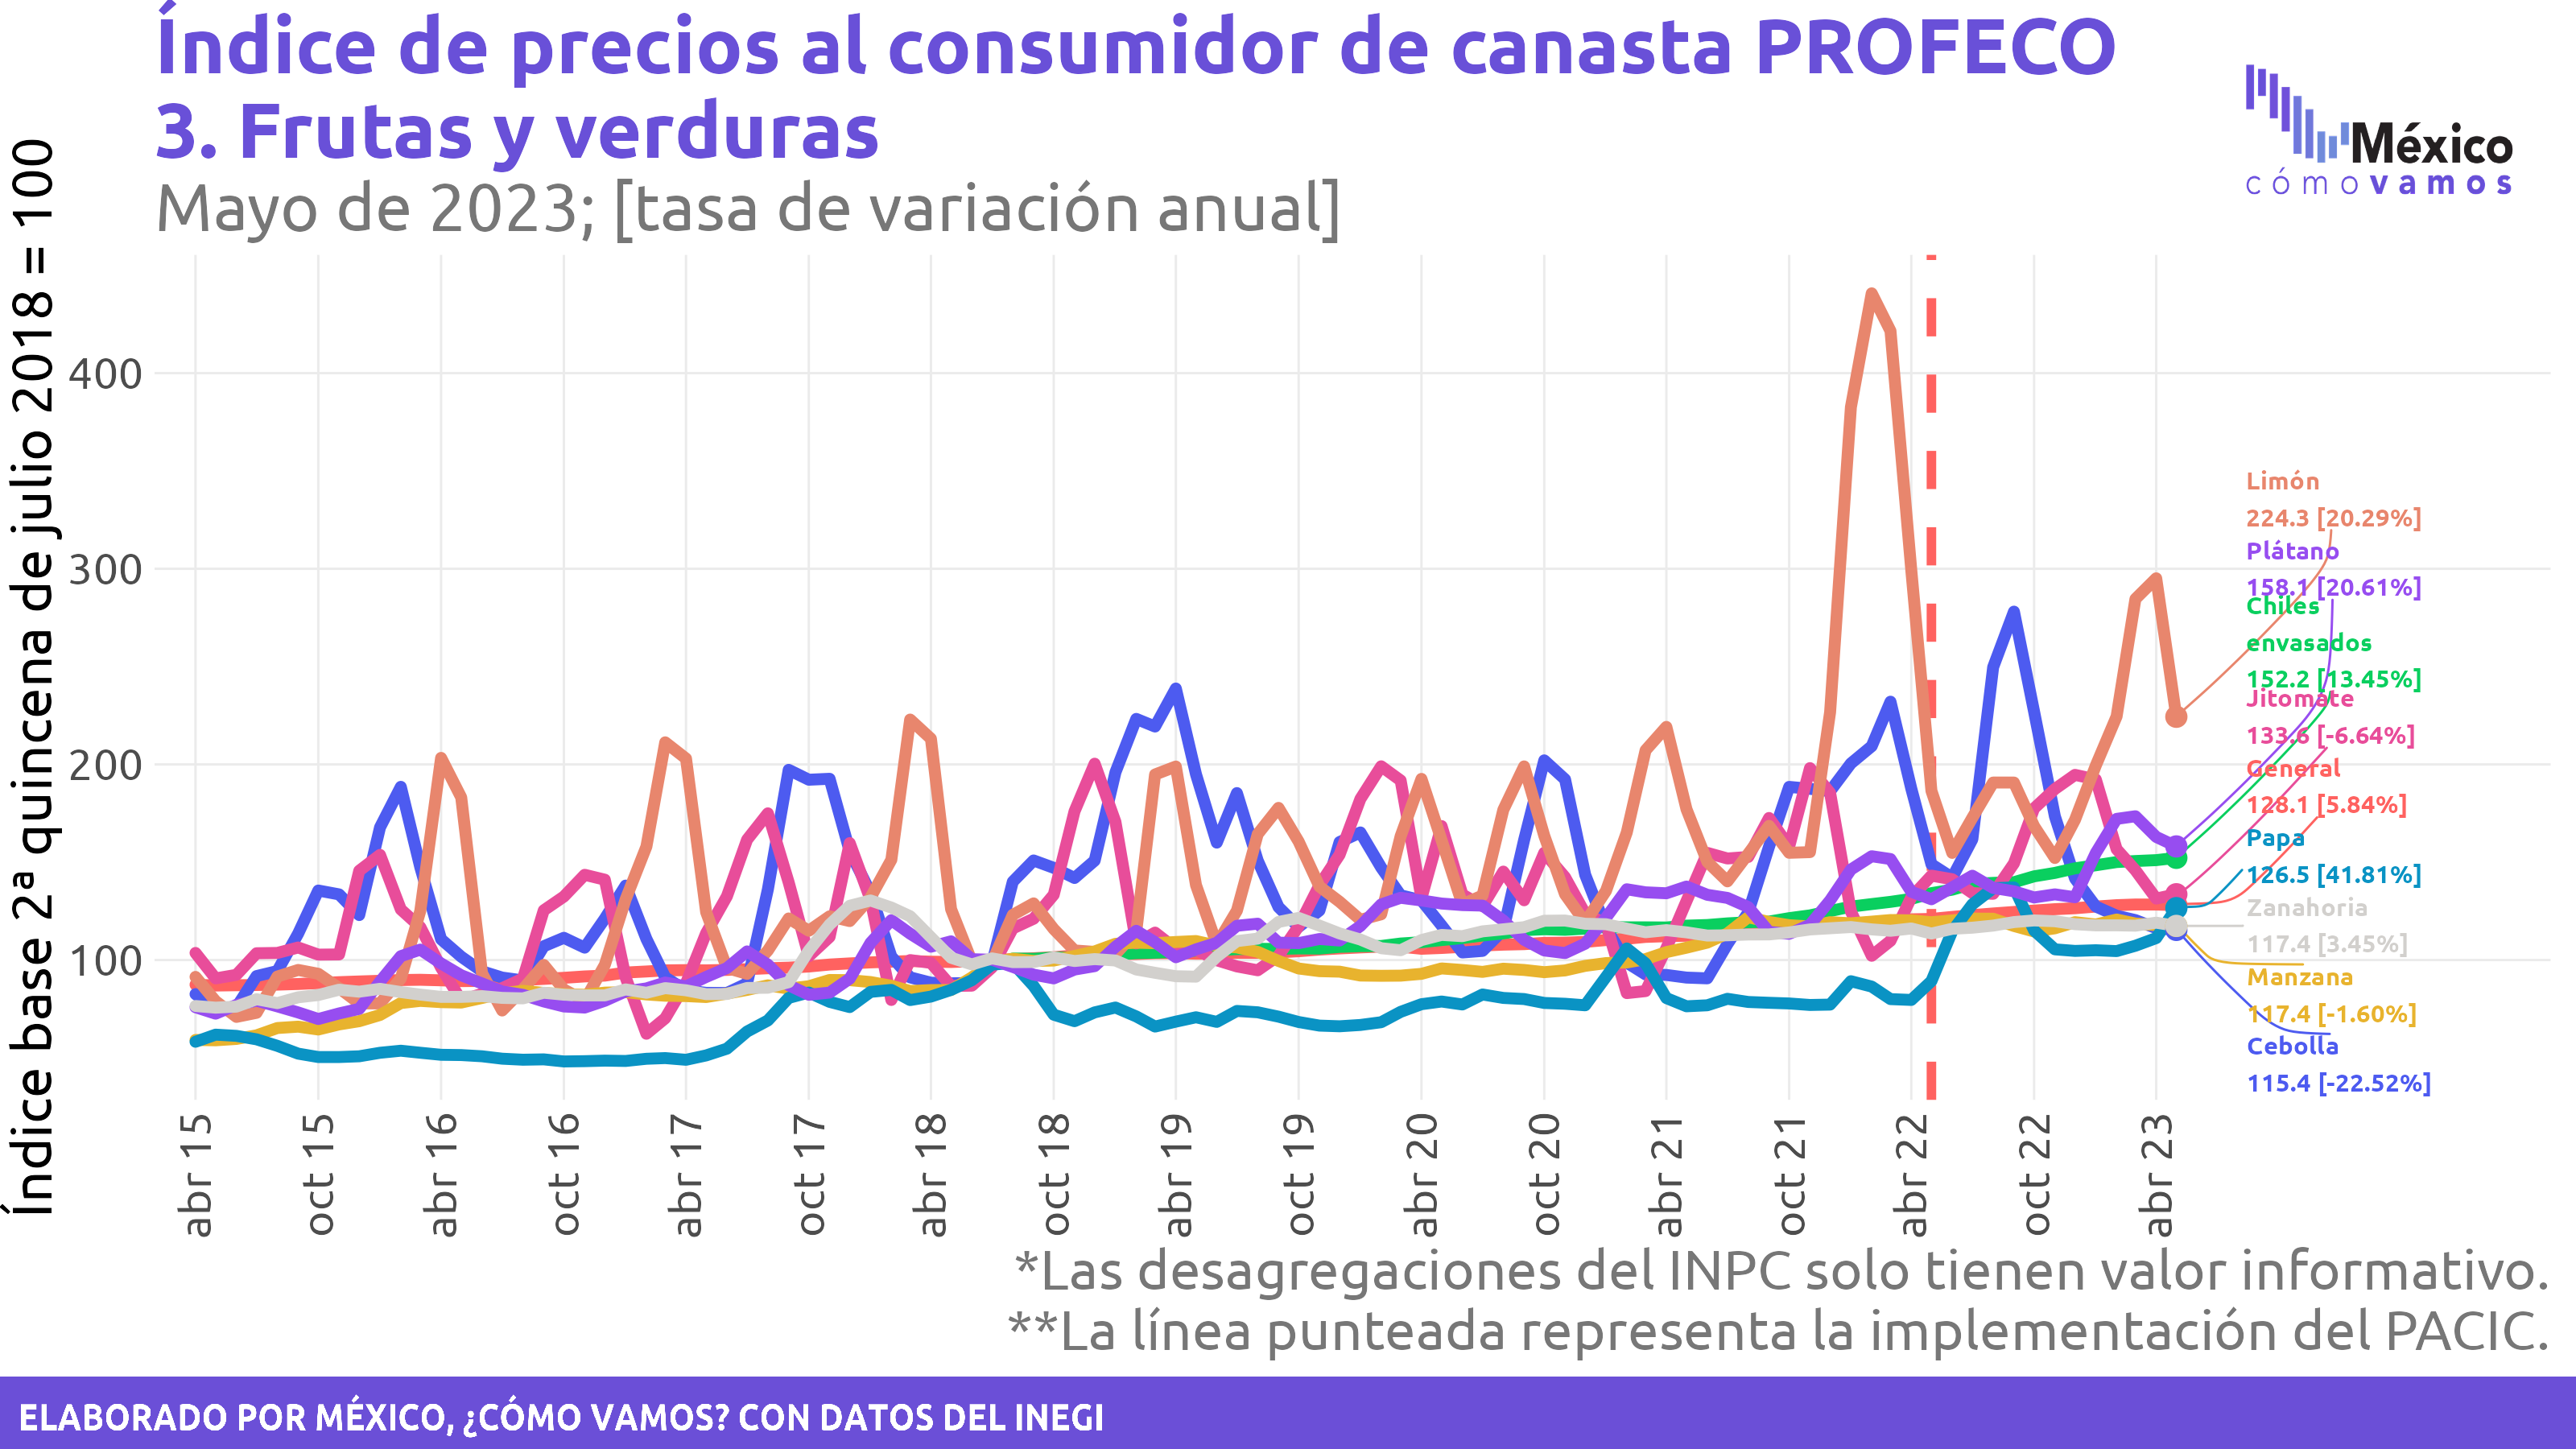 Índice de precios al consumidor de canasta PROFECO
3. Frutas y verduras
Mayo de 2023; [tasa de variación anual]
México
cómovamos
Índice base 2ª quincena de julio 2018 = 100
400
300
200
100
Limón
224.3 [20.29%]
Plátano
158.1 [20.61%]
Chiles
envasados
152.2 [13.45%]
Jitomate
133.6 [-6.64%]
General
128.1 [5.84%]
Papa
126.5 [41.81%]
Zanahoria
117.4 [3.45%]
Manzana
117.4 [-1.60%]
Cebolla
115.4 [-22.52%]
abr 15
oct 15
abr 16
oct 16
abr 17
oct 17
abr 18
oct 18
abr 19
oct 19
abr 20
oct 20
abr 21
oct 21
abr 22
oct 22
abr 23
*Las desagregaciones del INPC solo tienen valor informativo.
**La línea punteada representa la implementación del PACIC.
ELABORADO POR MÉXICO, ¿CÓMO VAMOS? CON DATOS DEL INEGI